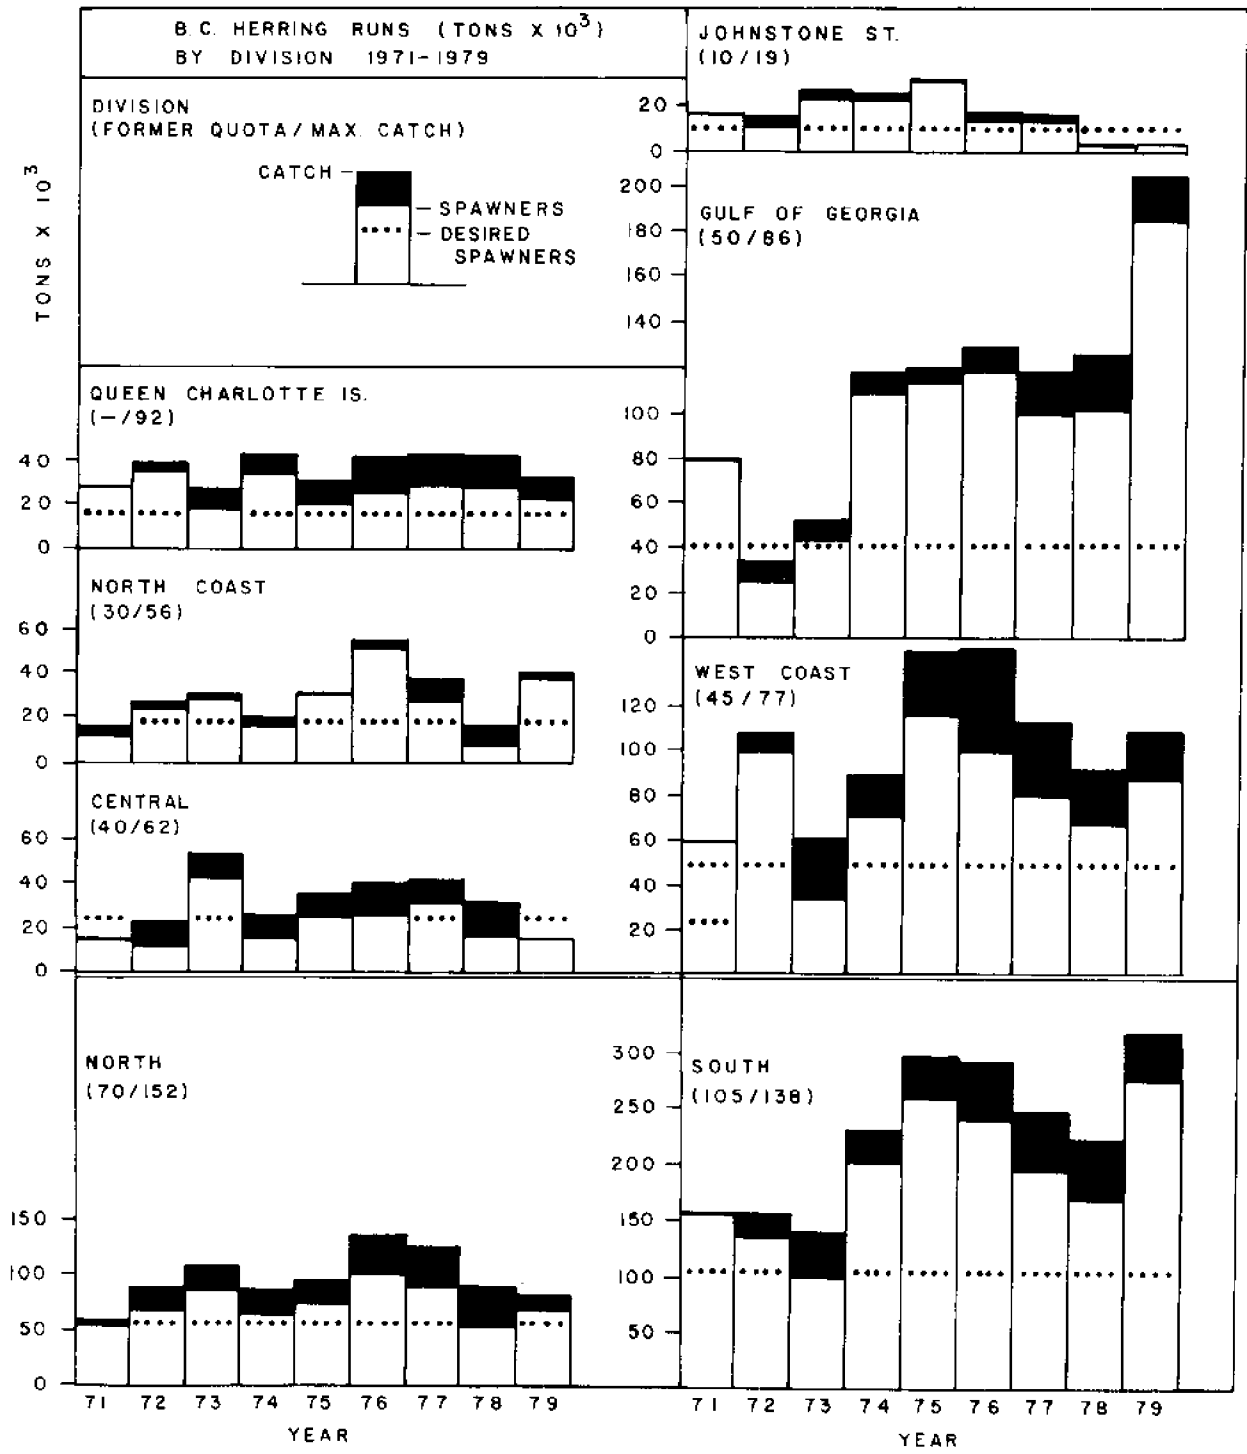 B.C. HERRING RUNS (TONS X 10³)
BY DIVISION 1971-1979
DIVISION
(FORMER QUOTA/MAX. CATCH)
CATCH
SPAWNERS
DESIRED
SPAWNERS
TONS X 10³
QUEEN CHARLOTTE IS.
(-/92)
40
20
0
NORTH COAST
(30/56)
60
40
20
0
CENTRAL
(40/62)
60
40
20
0
NORTH
(70/152)
150
100
50
0
71 72 73 74 75 76 77 78 79
YEAR
JOHNSTONE ST.
(10/19)
20
0
GULF OF GEORGIA
(50/86)
200
180
160
140
100
80
60
40
20
0
WEST COAST
(45/77)
120
100
80
60
40
20
SOUTH
(105/138)
300
250
200
150
100
50
71 72 73 74 75 76 77 78 79
YEAR